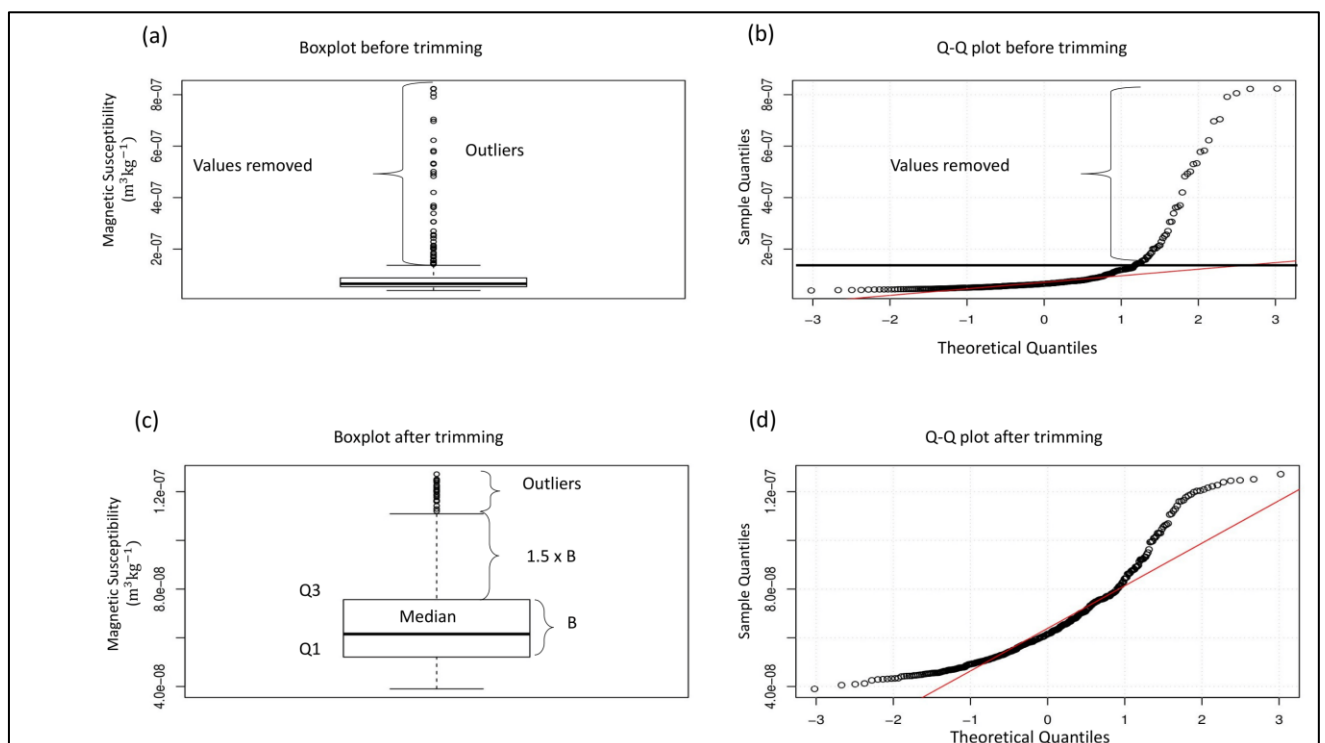 (a)
Boxplot before trimming
Magnetic Susceptibility
(m³kg⁻¹)
8e−07
6e−07
4e−07
2e−07
Values removed
Outliers
(b)
Q-Q plot before trimming
Sample Quantiles
8e−07
6e−07
4e−07
2e−07
Values removed
−3 −2 −1 0 1 2 3
Theoretical Quantiles
(c)
Boxplot after trimming
Magnetic Susceptibility
(m³kg⁻¹)
1.2e−07
8.0e−08
4.0e−08
Outliers
1.5 x B
Q3
Median
B
Q1
(d)
Q-Q plot after trimming
Sample Quantiles
1.2e−07
8.0e−08
4.0e−08
−3 −2 −1 0 1 2 3
Theoretical Quantiles